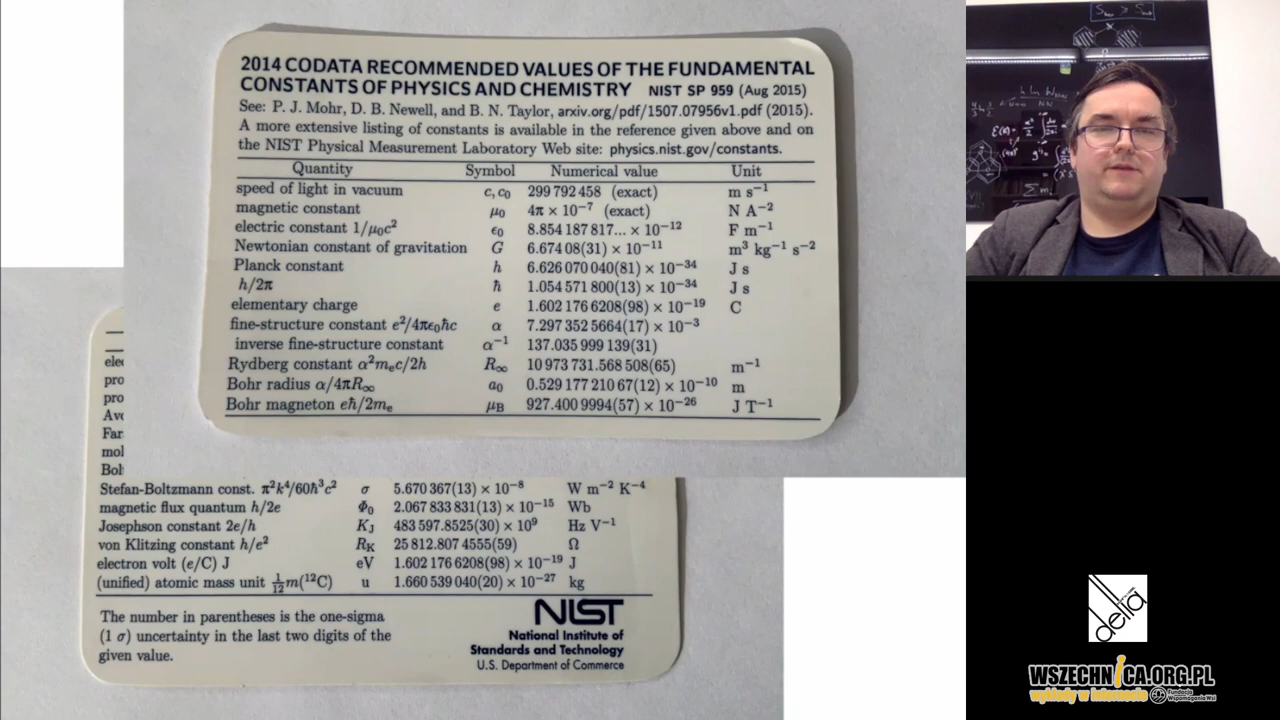 2014 CODATA RECOMMENDED VALUES OF THE FUNDAMENTAL
CONSTANTS OF PHYSICS AND CHEMISTRY NIST SP 959 (Aug 2015)
See: P. J. Mohr, D. B. Newell, and B. N. Taylor, arxiv.org/pdf/1507.07956v1.pdf (2015).
A more extensive listing of constants is available in the reference given above and on
the NIST Physical Measurement Laboratory Web site: physics.nist.gov/constants.
Quantity Symbol Numerical value Unit
speed of light in vacuum c, c₀ 299 792 458 (exact) m s⁻¹
magnetic constant μ₀ 4π × 10⁻⁷ (exact) N A⁻²
electric constant 1/μ₀c² ϵ₀ 8.854 187 817... × 10⁻¹² F m⁻¹
Newtonian constant of gravitation G 6.674 08(31) × 10⁻¹¹ m³ kg⁻¹ s⁻²
Planck constant h 6.626 070 040(81) × 10⁻³⁴ J s
h/2π ħ 1.054 571 800(13) × 10⁻³⁴ J s
elementary charge e 1.602 176 6208(98) × 10⁻¹⁹ C
fine-structure constant e²/4πϵ₀ħc α 7.297 352 5664(17) × 10⁻³
inverse fine-structure constant α⁻¹ 137.035 999 139(31)
Rydberg constant α²mₑc/2h R∞ 10 973 731.568 508(65) m⁻¹
Bohr radius α/4πR∞ a₀ 0.529 177 210 67(12) × 10⁻¹⁰ m
Bohr magneton eħ/2mₑ μB 927.400 9994(57) × 10⁻²⁶ J T⁻¹
elec
pro
pro
Avo
Far
mol
Bol
Stefan-Boltzmann const. π²k⁴/60ħ³c² σ 5.670 367(13) × 10⁻⁸ W m⁻² K⁻⁴
magnetic flux quantum h/2e Φ₀ 2.067 833 831(13) × 10⁻¹⁵ Wb
Josephson constant 2e/h KJ 483 597.8525(30) × 10⁹ Hz V⁻¹
von Klitzing constant h/e² RK 25 812.807 4555(59) Ω
electron volt (e/C) J eV 1.602 176 6208(98) × 10⁻¹⁹ J
(unified) atomic mass unit 1/12 m(¹²C) u 1.660 539 040(20) × 10⁻²⁷ kg
The number in parentheses is the one-sigma
(1 σ) uncertainty in the last two digits of the
given value.
NIST
National Institute of
Standards and Technology
U.S. Department of Commerce
delta
WSZECHNICA.ORG.PL
wykłady w internecie
Fundacja
Wspomagania Wsi